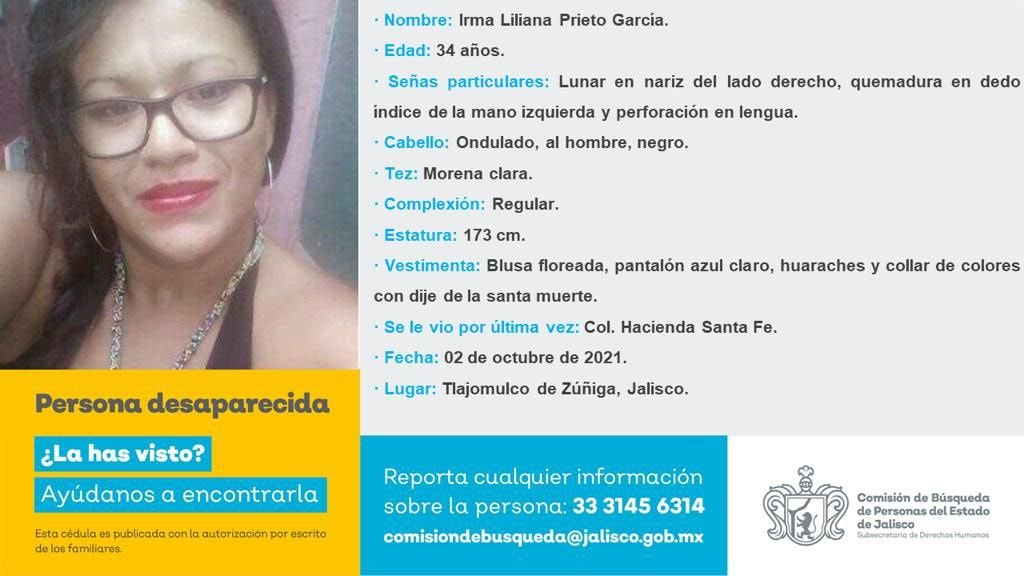 · Nombre: Irma Liliana Prieto García.
· Edad: 34 años.
· Señas particulares: Lunar en nariz del lado derecho, quemadura en dedo
índice de la mano izquierda y perforación en lengua.
· Cabello: Ondulado, al hombre, negro.
· Tez: Morena clara.
· Complexión: Regular.
· Estatura: 173 cm.
· Vestimenta: Blusa floreada, pantalón azul claro, huaraches y collar de colores
con dije de la santa muerte.
· Se le vio por última vez: Col. Hacienda Santa Fe.
· Fecha: 02 de octubre de 2021.
· Lugar: Tlajomulco de Zúñiga, Jalisco.
Persona desaparecida
¿La has visto?
Ayúdanos a encontrarla
Esta cédula es publicada con la autorización por escrito
de los familiares.
Reporta cualquier información
sobre la persona: 33 3145 6314
comisiondebusqueda@jalisco.gob.mx
Comisión de Búsqueda
de Personas del Estado
de Jalisco
Subsecretaría de Derechos Humanos